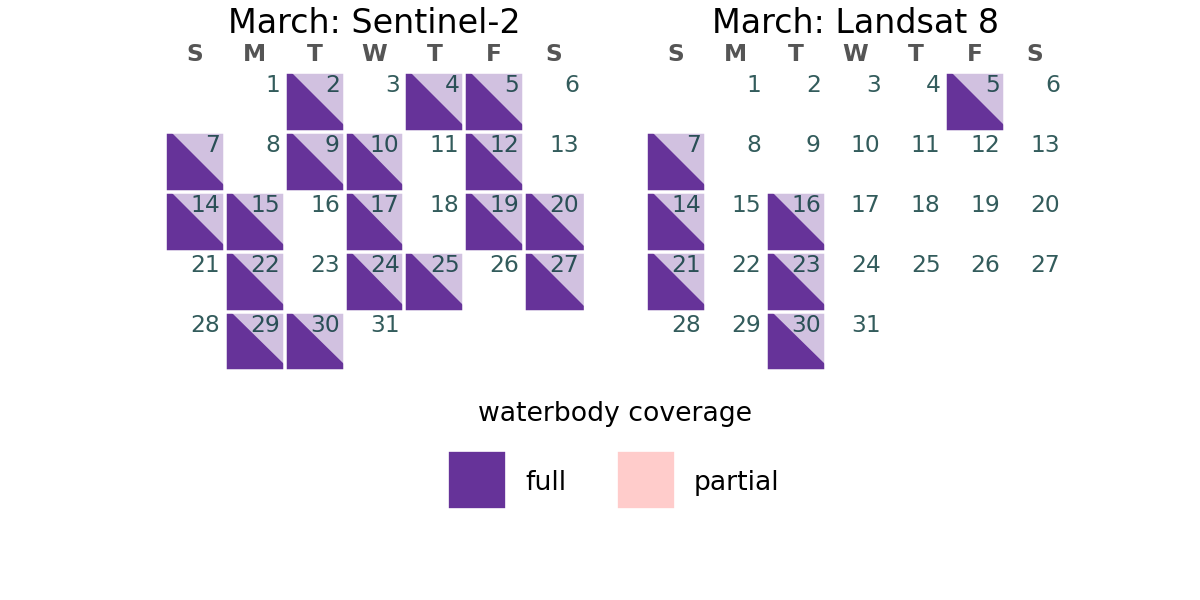 March: Sentinel-2
S M T W T F S
1 2 3 4 5 6
7 8 9 10 11 12 13
14 15 16 17 18 19 20
21 22 23 24 25 26 27
28 29 30 31
March: Landsat 8
S M T W T F S
1 2 3 4 5 6
7 8 9 10 11 12 13
14 15 16 17 18 19 20
21 22 23 24 25 26 27
28 29 30 31
waterbody coverage
full partial